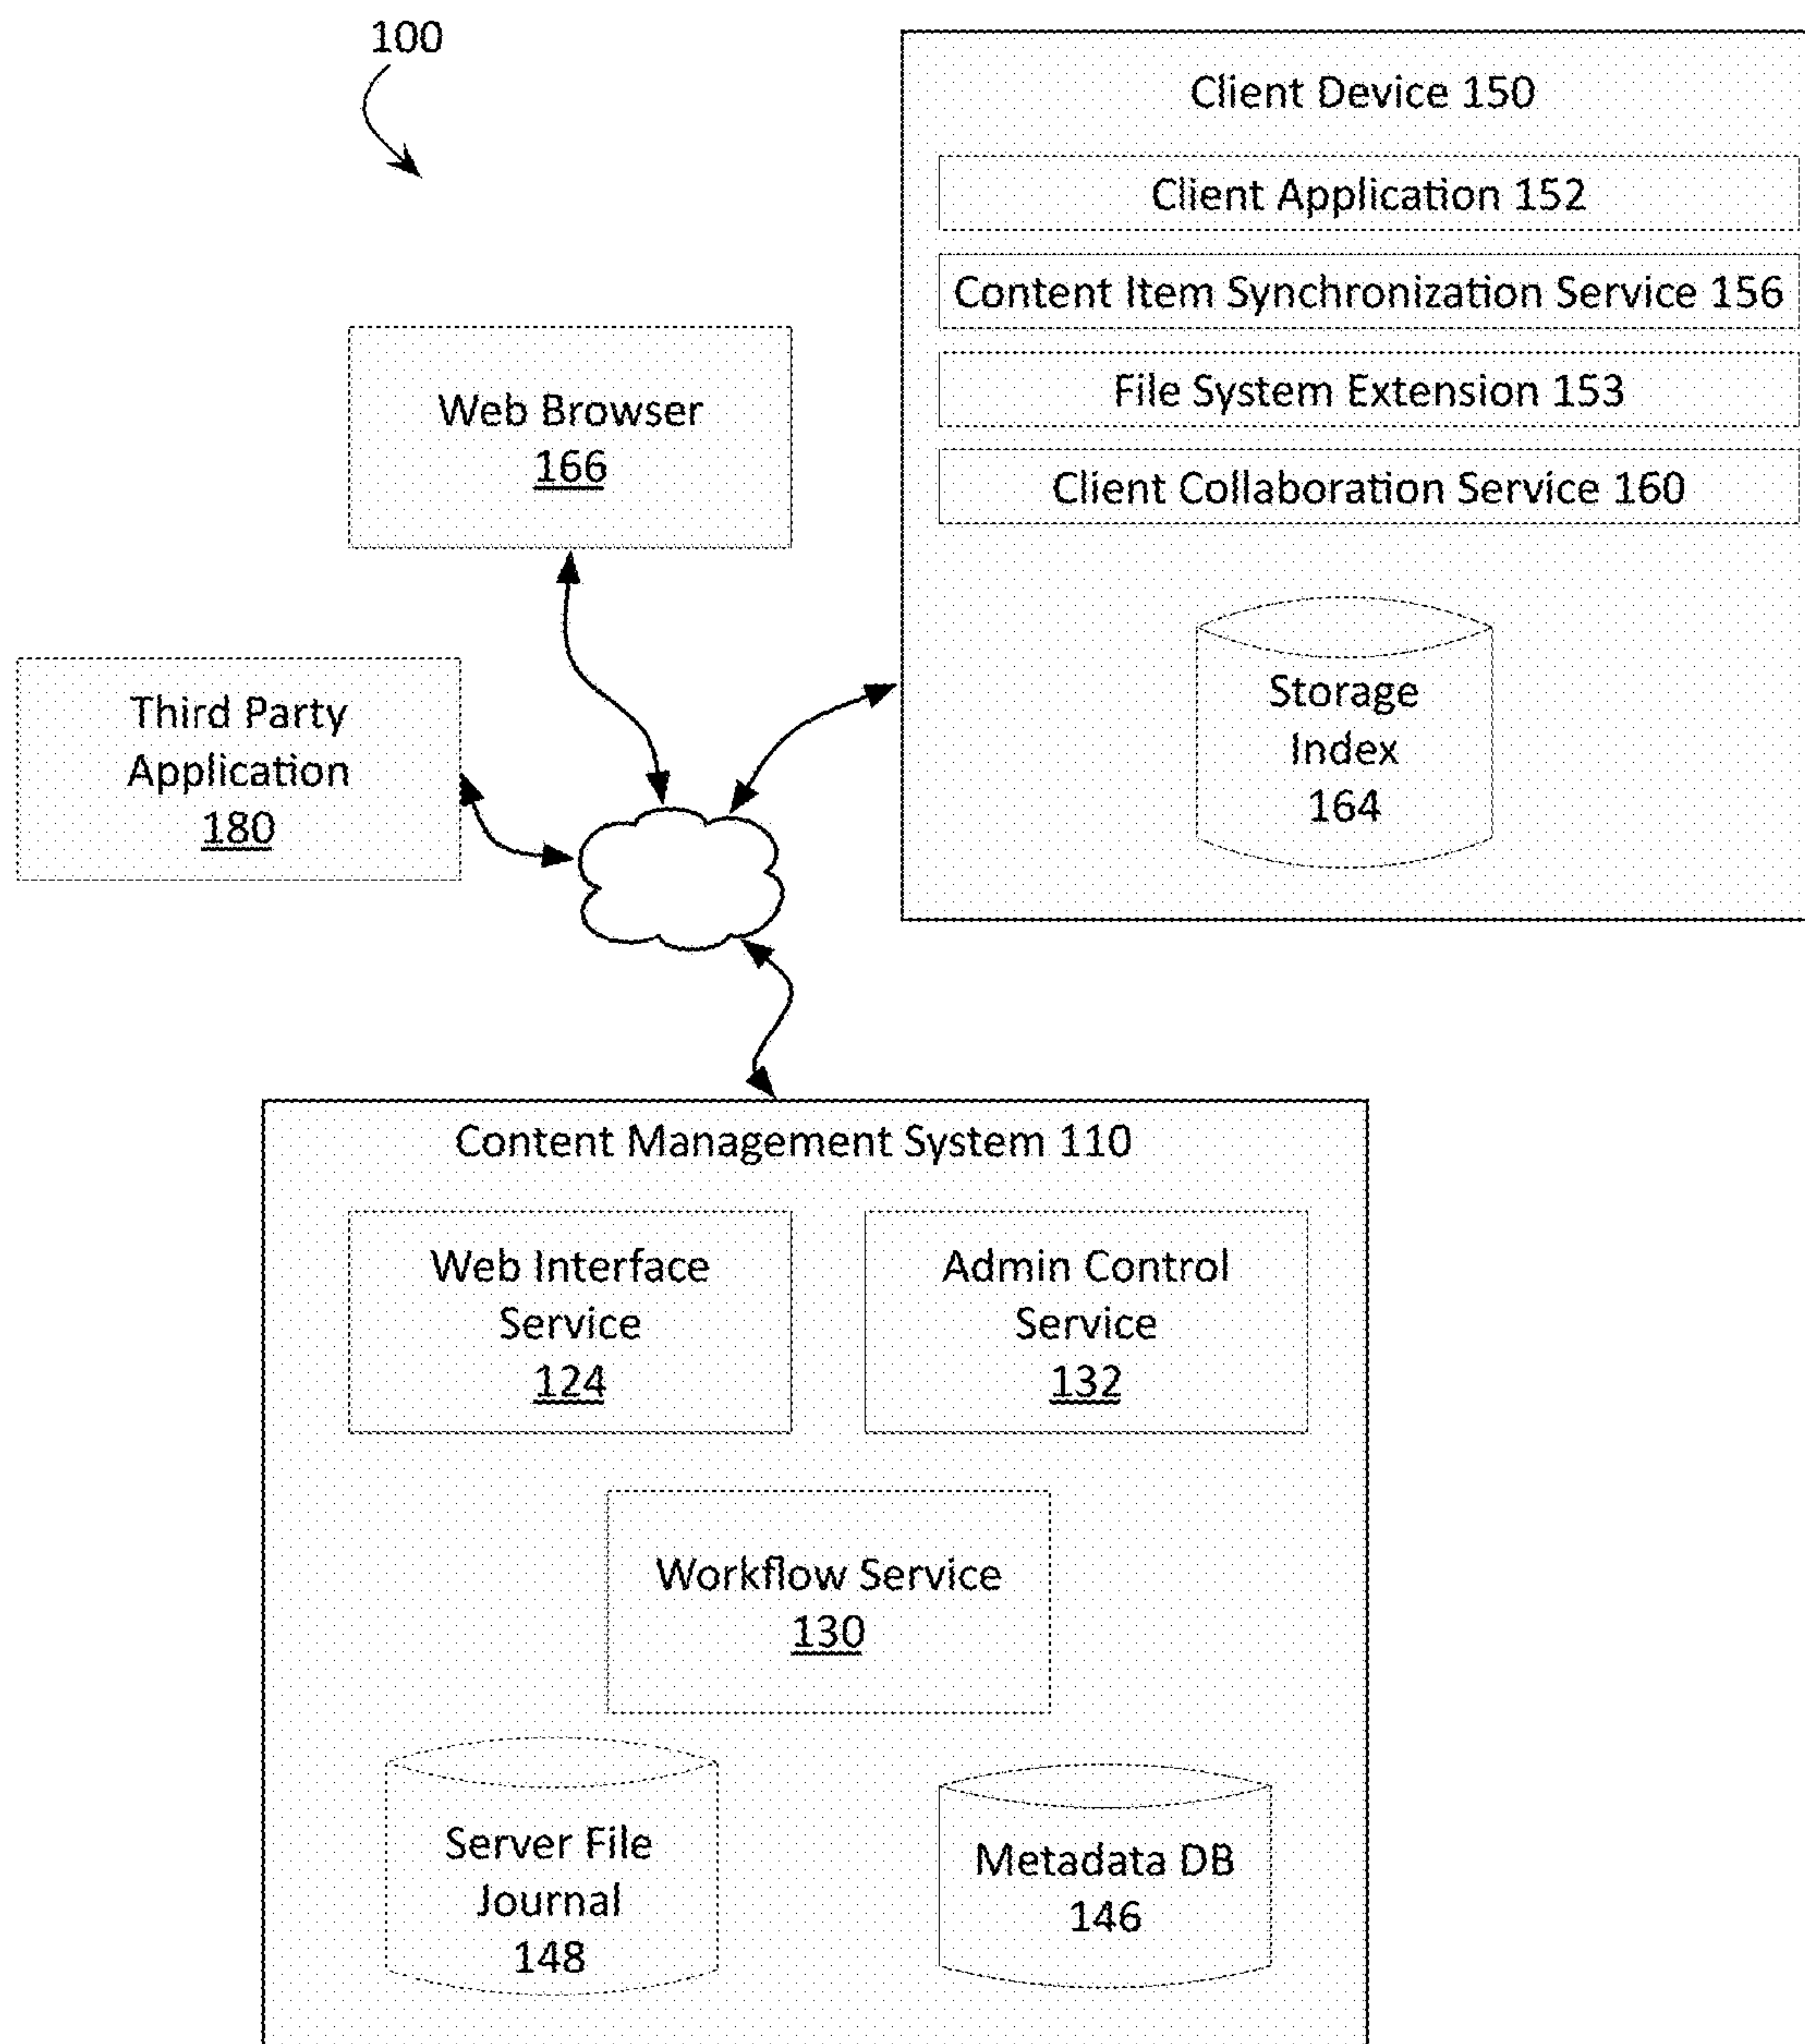 100
Client Device 150
Client Application 152
Content Item Synchronization Service 156
File System Extension 153
Client Collaboration Service 160
Storage
Index
164
Web Browser
166
Third Party
Application
180
Content Management System 110
Web Interface
Service
124
Admin Control
Service
132
Workflow Service
130
Server File
Journal
148
Metadata DB
146